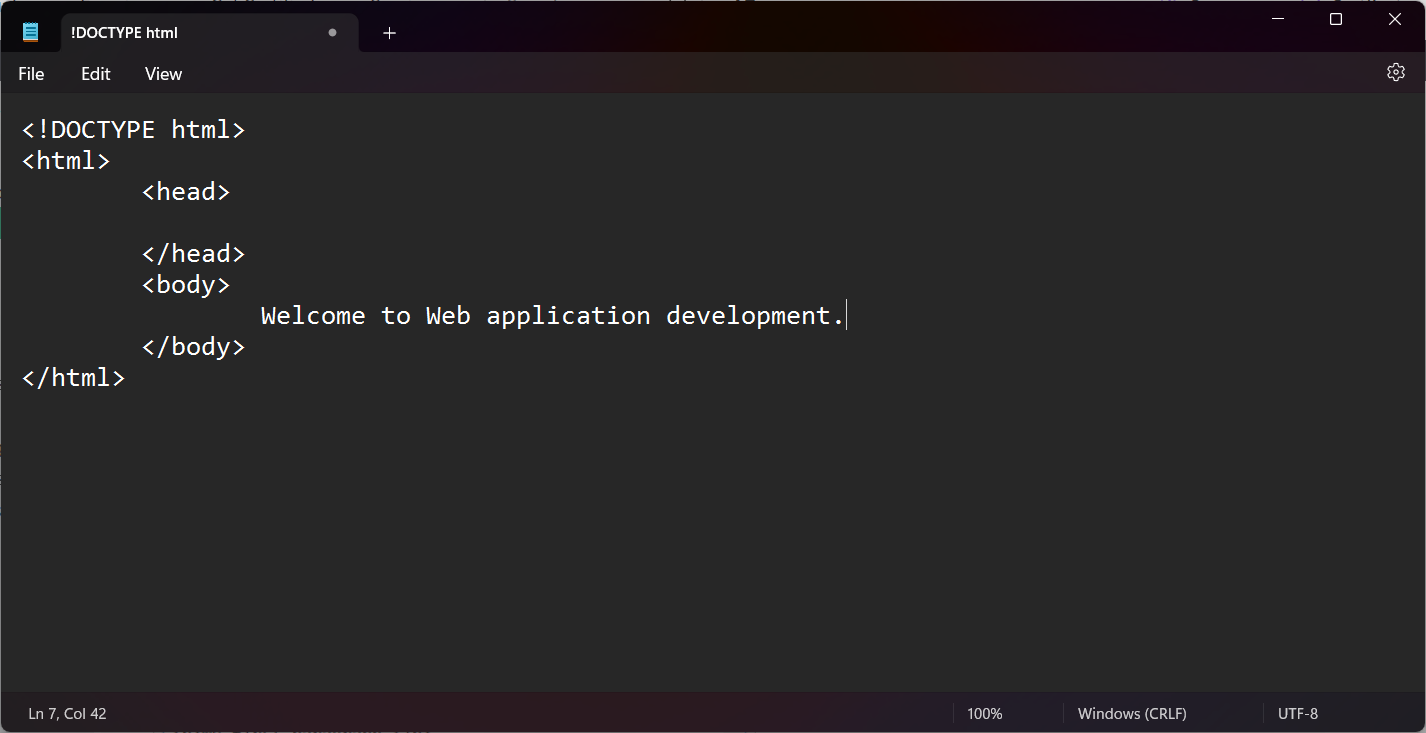 !DOCTYPE html
File Edit View
<!DOCTYPE html>
<html>
<head>
</head>
<body>
Welcome to Web application development.
</body>
</html>
Ln 7, Col 42 100% Windows (CRLF) UTF-8